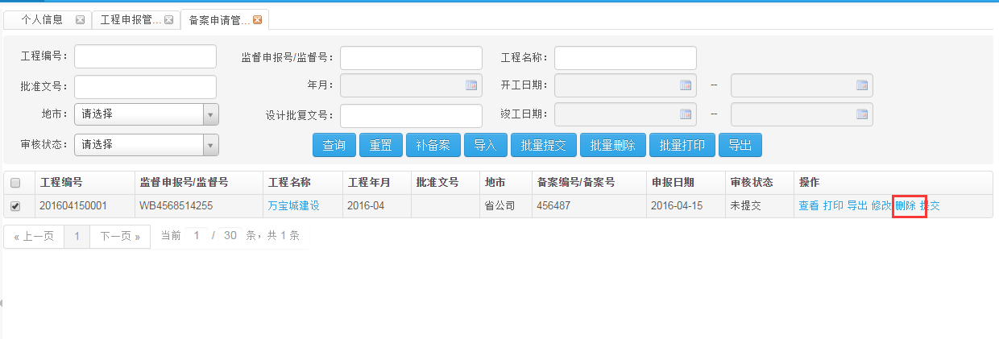 个人信息 工程申报管... 备案申请管...
工程编号: 监督申报号/监督号: 工程名称:
批准文号: 年月: 开工日期: --
地市: 请选择 设计批复文号: 竣工日期: --
审核状态: 请选择 查询 重置 补备案 导入 批量提交 批量删除 批量打印 导出
工程编号 监督申报号/监督号 工程名称 工程年月 批准文号 地市 备案编号/备案号 申报日期 审核状态 操作
201604150001 WB4568514255 万宝城建设 2016-04 省公司 456487 2016-04-15 未提交 查看 打印 导出 修改 删除 提交
« 上一页 1 下一页 » 当前 1 / 30 条，共 1 条